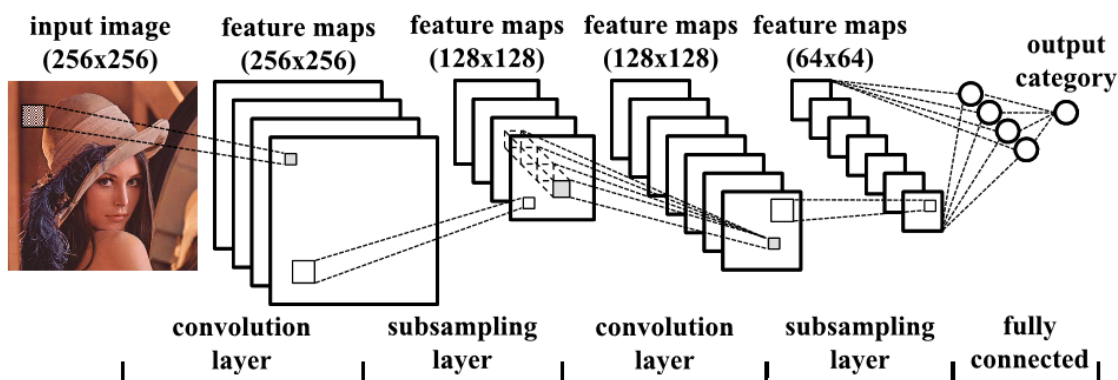 input image
(256x256)
feature maps
(256x256)
feature maps
(128x128)
feature maps
(128x128)
feature maps
(64x64)
output
category
convolution
layer
subsampling
layer
convolution
layer
subsampling
layer
fully
connected